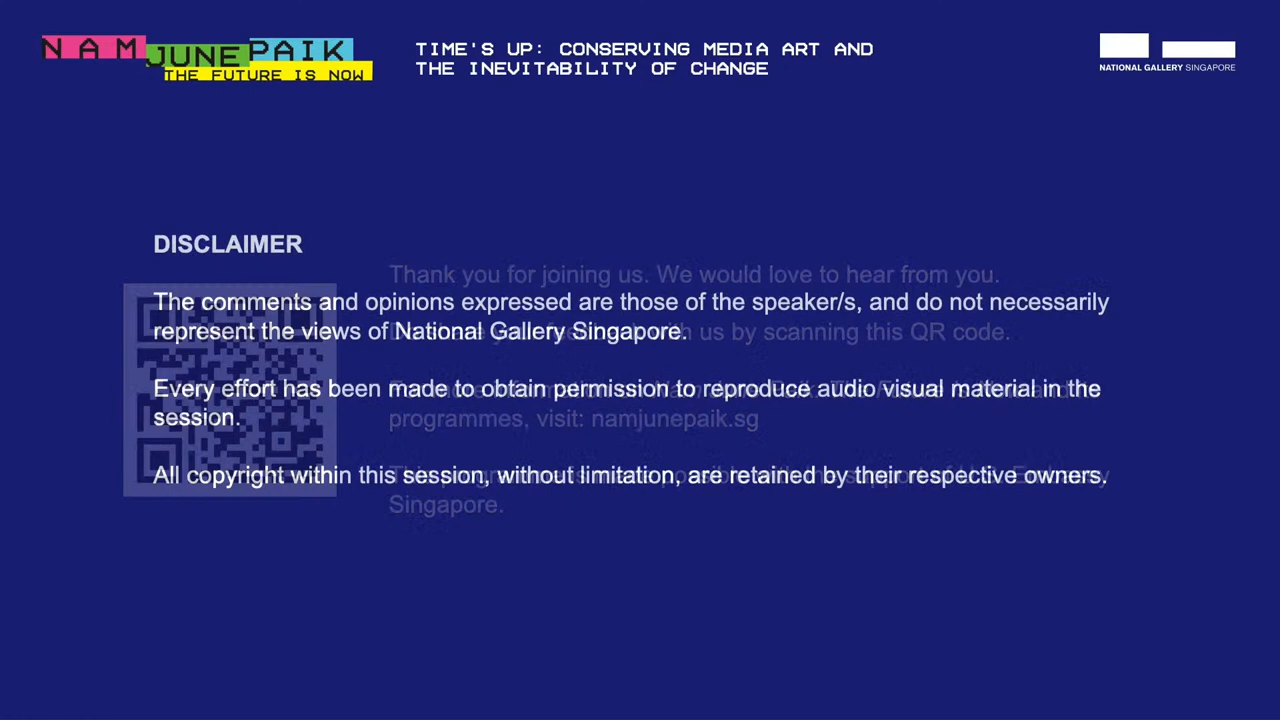 NAM JUNE PAIK
THE FUTURE IS NOW
TIME'S UP: CONSERVING MEDIA ART AND
THE INEVITABILITY OF CHANGE
NATIONAL GALLERY SINGAPORE
DISCLAIMER
Thank you for joining us. We would love to hear from you.
The comments and opinions expressed are those of the speaker/s, and do not necessarily
represent the views of National Gallery Singapore.
us by scanning this QR code.
Every effort has been made to obtain permission to reproduce audio visual material in the
session.
programmes, visit: namjunepaik.sg
All copyright within this session, without limitation, are retained by their respective owners.
Singapore.